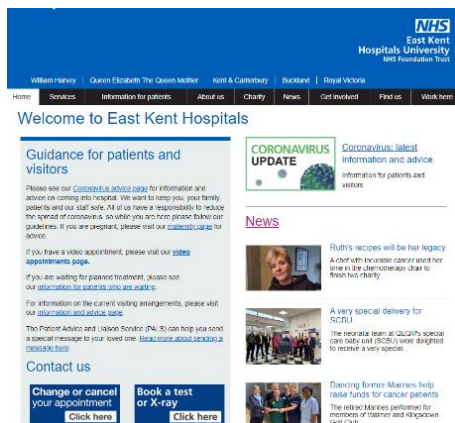 NHS
East Kent
Hospitals University
NHS Foundation Trust
William Harvey | Queen Elizabeth The Queen Mother Kent & Canterbury | Buckland | Royal Victoria
Home Services Information for patients About us Charity News Get involved Find us Work here
Welcome to East Kent Hospitals
Guidance for patients and
visitors
Please see our Coronavirus advice page for information and
advice on coming into hospital. We want to keep you, your family,
patients and our staff safe. All of us have a responsibility to reduce
the spread of coronavirus, so while you are here please follow our
guidelines. If you are pregnant, please visit our maternity page for
advice.
If you have a video appointment, please visit our video
appointments page.
If you are waiting for planned treatment, please see
our information for patients who are waiting.
For information on the current visiting arrangements, please visit
our information and advice page.
The Patient Advice and Liaison Service (PALS) can help you send
a special message to your loved one. Read more about sending a
message here.
Contact us
Change or cancel
your appointment
Click here
Book a test
or X-ray
Click here
CORONAVIRUS
UPDATE
Coronavirus: latest
information and advice
Information for patients and
visitors
News
Ruth's recipes will be her legacy
A chef with incurable cancer used her
time in the chemotherapy chair to
finish two charity
A very special delivery for
SCBU
The neonatal team at QEQM's special
care baby unit (SCBU) were delighted
to receive a very special...
Dancing former Marines help
raise funds for cancer patients
The retired Marines performed for
members of Walmer and Kingsdown
Golf Club